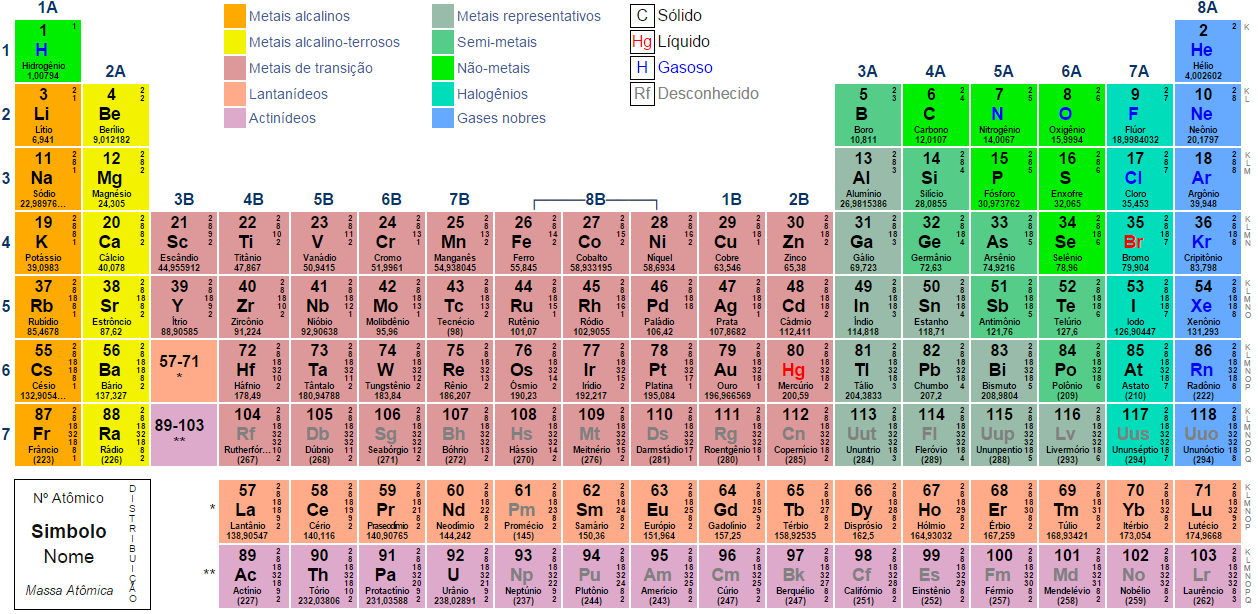 1A 8A
Metais alcalinos Metais representativos C Sólido
Metais alcalino-terrosos Semi-metais Hg Líquido
Metais de transição Não-metais H Gasoso
Lantanídeos Halogênios Rf Desconhecido
Actinídeos Gases nobres
2A 3A 4A 5A 6A 7A
3B 4B 5B 6B 7B 8B 1B 2B
1 2
1 H He
Hidrogênio Hélio
1,00794 4,002602
3 4 5 6 7 8 9 10
2 Li Be B C N O F Ne
Lítio Berílio Boro Carbono Nitrogênio Oxigênio Flúor Neônio
6,941 9,012182 10,811 12,0107 14,0067 15,9994 18,9984032 20,1797
11 12 13 14 15 16 17 18
3 Na Mg Al Si P S Cl Ar
Sódio Magnésio Alumínio Silício Fósforo Enxofre Cloro Argônio
22,98976... 24,305 26,9815386 28,0855 30,973762 32,065 35,453 39,948
19 20 21 22 23 24 25 26 27 28 29 30 31 32 33 34 35 36
4 K Ca Sc Ti V Cr Mn Fe Co Ni Cu Zn Ga Ge As Se Br Kr
Potássio Cálcio Escândio Titânio Vanádio Cromo Manganês Ferro Cobalto Níquel Cobre Zinco Gálio Germânio Arsênio Selênio Bromo Criptônio
39,0983 40,078 44,955912 47,867 50,9415 51,9961 54,938045 55,845 58,933195 58,6934 63,546 65,38 69,723 72,63 74,9216 78,96 79,904 83,798
37 38 39 40 41 42 43 44 45 46 47 48 49 50 51 52 53 54
5 Rb Sr Y Zr Nb Mo Tc Ru Rh Pd Ag Cd In Sn Sb Te I Xe
Rubídio Estrôncio Ítrio Zircônio Nióbio Molibdênio Tecnécio Rutênio Ródio Paládio Prata Cádmio Índio Estanho Antimônio Telúrio Iodo Xenônio
85,4678 87,62 88,90585 91,224 92,90638 95,96 (98) 101,07 102,9055 106,42 107,8682 112,411 114,818 118,71 121,76 127,6 126,90447 131,293
55 56 57-71 72 73 74 75 76 77 78 79 80 81 82 83 84 85 86
6 Cs Ba * Hf Ta W Re Os Ir Pt Au Hg Tl Pb Bi Po At Rn
Césio Bário Háfnio Tântalo Tungstênio Rênio Ósmio Irídio Platina Ouro Mercúrio Tálio Chumbo Bismuto Polônio Astato Radônio
132,9054... 137,327 178,49 180,94788 183,84 186,207 190,23 192,217 195,084 196,966569 200,59 204,3833 207,2 208,9804 (209) (210) (222)
87 88 89-103 104 105 106 107 108 109 110 111 112 113 114 115 116 117 118
7 Fr Ra ** Rf Db Sg Bh Hs Mt Ds Rg Cn Uut Fl Uup Lv Uus Uuo
Frâncio Rádio Rutherfór... Dúbnio Seabórgio Bóhrio Hássio Meitnério Darmstádio Roentgênio Copernício Ununtrio Fleróvio Ununpentio Livermório Ununséptio Ununóctio
(223) (226) (267) (268) (271) (272) (270) (276) (281) (280) (285) (284) (289) (288) (293) (294) (294)
Nº Atômico
Simbolo
Nome
Massa Atômica
DISTRIBUIÇÃO
57 58 59 60 61 62 63 64 65 66 67 68 69 70 71
* La Ce Pr Nd Pm Sm Eu Gd Tb Dy Ho Er Tm Yb Lu
Lantânio Cério Praseodímio Neodímio Promécio Samário Európio Gadolínio Térbio Disprósio Hólmio Érbio Túlio Itérbio Lutécio
138,90547 140,116 140,90765 144,242 (145) 150,36 151,964 157,25 158,92535 162,5 164,93032 167,259 168,93421 173,054 174,9668
89 90 91 92 93 94 95 96 97 98 99 100 101 102 103
** Ac Th Pa U Np Pu Am Cm Bk Cf Es Fm Md No Lr
Actínio Tório Protactínio Urânio Neptúnio Plutônio Amerício Cúrio Berquélio Califórnio Einstênio Férmio Mendelévio Nobélio Laurêncio
(227) 232,03806 231,03588 238,02891 (237) (244) (243) (247) (247) (251) (252) (257) (258) (259) (262)